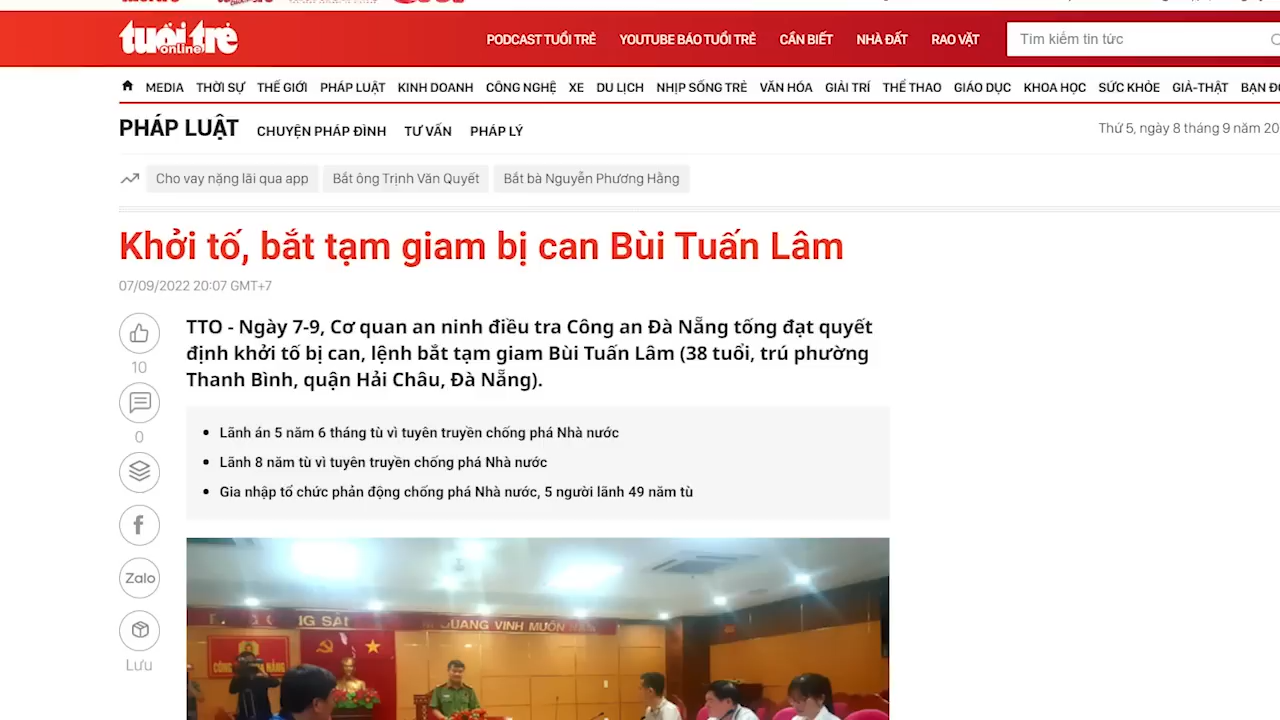 tuổi trẻ
online
PODCAST TUỔI TRẺ YOUTUBE BÁO TUỔI TRẺ CẦN BIẾT NHÀ ĐẤT RAO VẶT Tìm kiếm tin tức
MEDIA THỜI SỰ THẾ GIỚI PHÁP LUẬT KINH DOANH CÔNG NGHỆ XE DU LỊCH NHỊP SỐNG TRẺ VĂN HÓA GIẢI TRÍ THỂ THAO GIÁO DỤC KHOA HỌC SỨC KHỎE GIẢ-THẬT BẠN
PHÁP LUẬT CHUYỆN PHÁP ĐÌNH TƯ VẤN PHÁP LÝ Thứ 5, ngày 8 tháng 9 năm 20
Cho vay nặng lãi qua app Bắt ông Trịnh Văn Quyết Bắt bà Nguyễn Phương Hằng
Khởi tố, bắt tạm giam bị can Bùi Tuấn Lâm
07/09/2022 20:07 GMT+7
TTO - Ngày 7-9, Cơ quan an ninh điều tra Công an Đà Nẵng tống đạt quyết
định khởi tố bị can, lệnh bắt tạm giam Bùi Tuấn Lâm (38 tuổi, trú phường
Thanh Bình, quận Hải Châu, Đà Nẵng).
10
0
Lãnh án 5 năm 6 tháng tù vì tuyên truyền chống phá Nhà nước
Lãnh 8 năm tù vì tuyên truyền chống phá Nhà nước
Gia nhập tổ chức phản động chống phá Nhà nước, 5 người lãnh 49 năm tù
Zalo
Lưu
QUANG VINH MUÔN NĂM